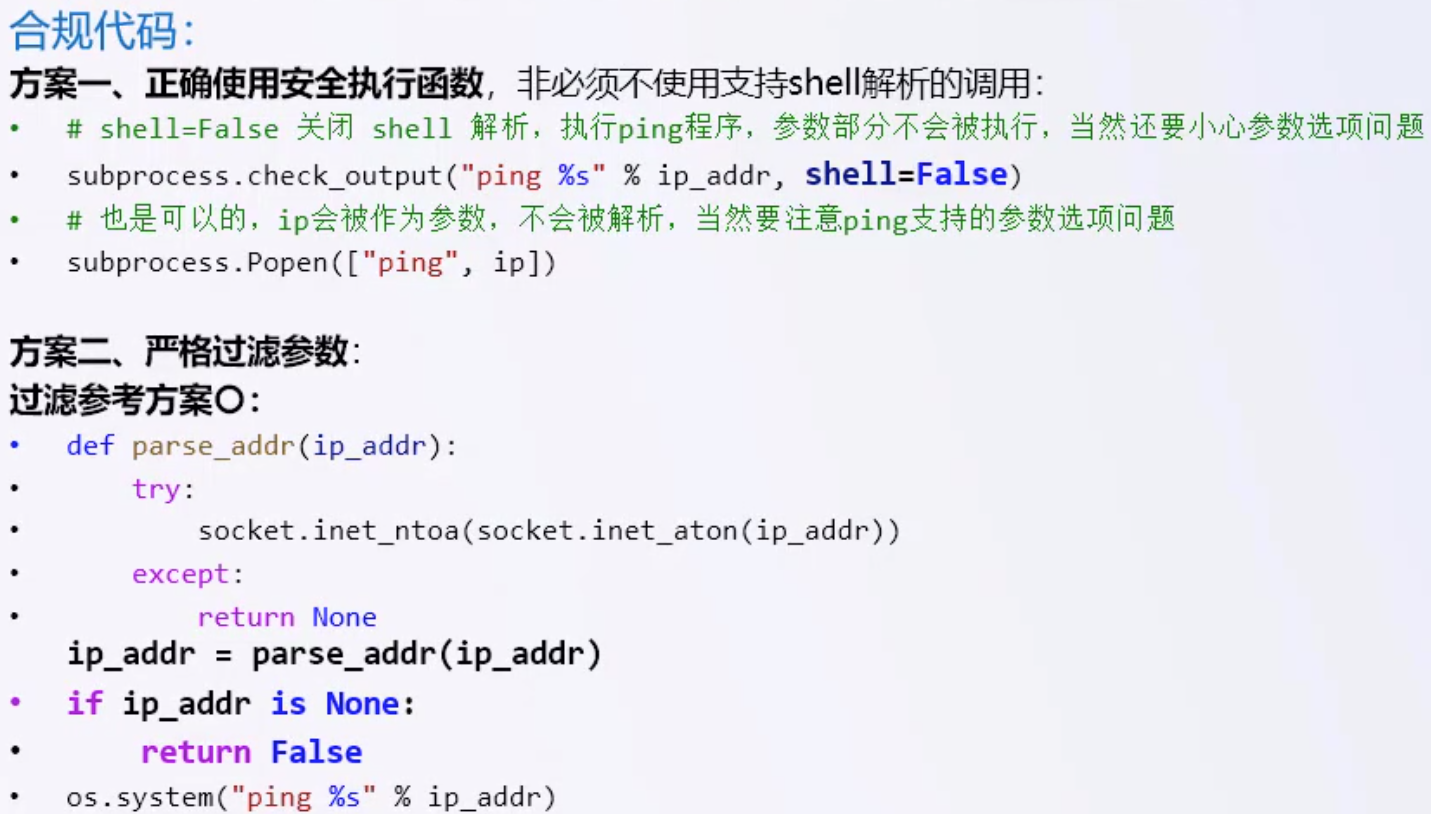 合规代码：
方案一、正确使用安全执行函数，非必须不使用支持shell解析的调用：
• # shell=False 关闭 shell 解析，执行ping程序，参数部分不会被执行，当然还要小心参数选项问题
• subprocess.check_output("ping %s" % ip_addr, shell=False)
• # 也是可以的，ip会被作为参数，不会被解析，当然要注意ping支持的参数选项问题
• subprocess.Popen(["ping", ip])
方案二、严格过滤参数：
过滤参考方案〇：
• def parse_addr(ip_addr):
• try:
• socket.inet_ntoa(socket.inet_aton(ip_addr))
• except:
• return None
ip_addr = parse_addr(ip_addr)
• if ip_addr is None:
• return False
• os.system("ping %s" % ip_addr)